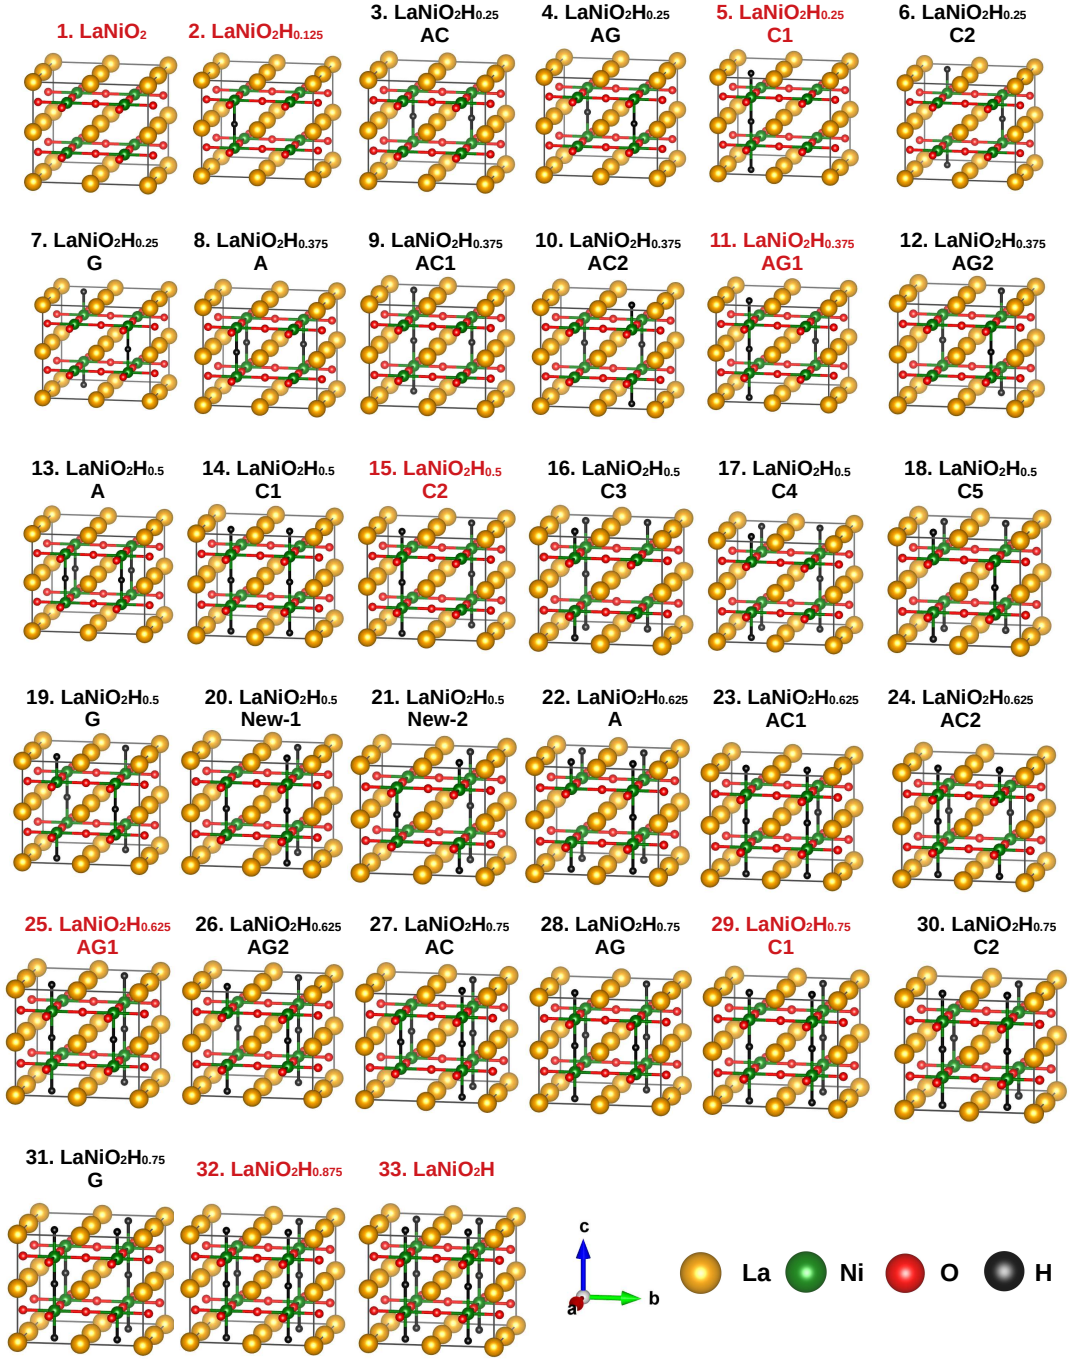 1. LaNiO2
2. LaNiO2H0.125
3. LaNiO2H0.25
AC
4. LaNiO2H0.25
AG
5. LaNiO2H0.25
C1
6. LaNiO2H0.25
C2
7. LaNiO2H0.25
G
8. LaNiO2H0.375
A
9. LaNiO2H0.375
AC1
10. LaNiO2H0.375
AC2
11. LaNiO2H0.375
AG1
12. LaNiO2H0.375
AG2
13. LaNiO2H0.5
A
14. LaNiO2H0.5
C1
15. LaNiO2H0.5
C2
16. LaNiO2H0.5
C3
17. LaNiO2H0.5
C4
18. LaNiO2H0.5
C5
19. LaNiO2H0.5
G
20. LaNiO2H0.5
New-1
21. LaNiO2H0.5
New-2
22. LaNiO2H0.625
A
23. LaNiO2H0.625
AC1
24. LaNiO2H0.625
AC2
25. LaNiO2H0.625
AG1
26. LaNiO2H0.625
AG2
27. LaNiO2H0.75
AC
28. LaNiO2H0.75
AG
29. LaNiO2H0.75
C1
30. LaNiO2H0.75
C2
31. LaNiO2H0.75
G
32. LaNiO2H0.875
33. LaNiO2H
c
a
b
La
Ni
O
H